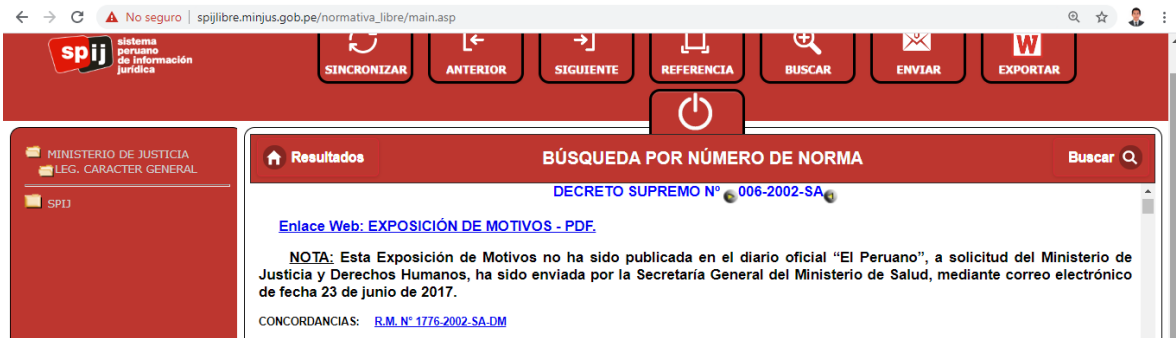 No seguro | spijlibre.minjus.gob.pe/normativa_libre/main.asp
spij sistema
peruano
de información
jurídica
SINCRONIZAR ANTERIOR SIGUIENTE REFERENCIA BUSCAR ENVIAR EXPORTAR
MINISTERIO DE JUSTICIA
LEG. CARACTER GENERAL
SPIJ
Resultados BÚSQUEDA POR NÚMERO DE NORMA Buscar
DECRETO SUPREMO Nº 006-2002-SA
Enlace Web: EXPOSICIÓN DE MOTIVOS - PDF.
NOTA: Esta Exposición de Motivos no ha sido publicada en el diario oficial “El Peruano”, a solicitud del Ministerio de
Justicia y Derechos Humanos, ha sido enviada por la Secretaría General del Ministerio de Salud, mediante correo electrónico
de fecha 23 de junio de 2017.
CONCORDANCIAS: R.M. N° 1776-2002-SA-DM